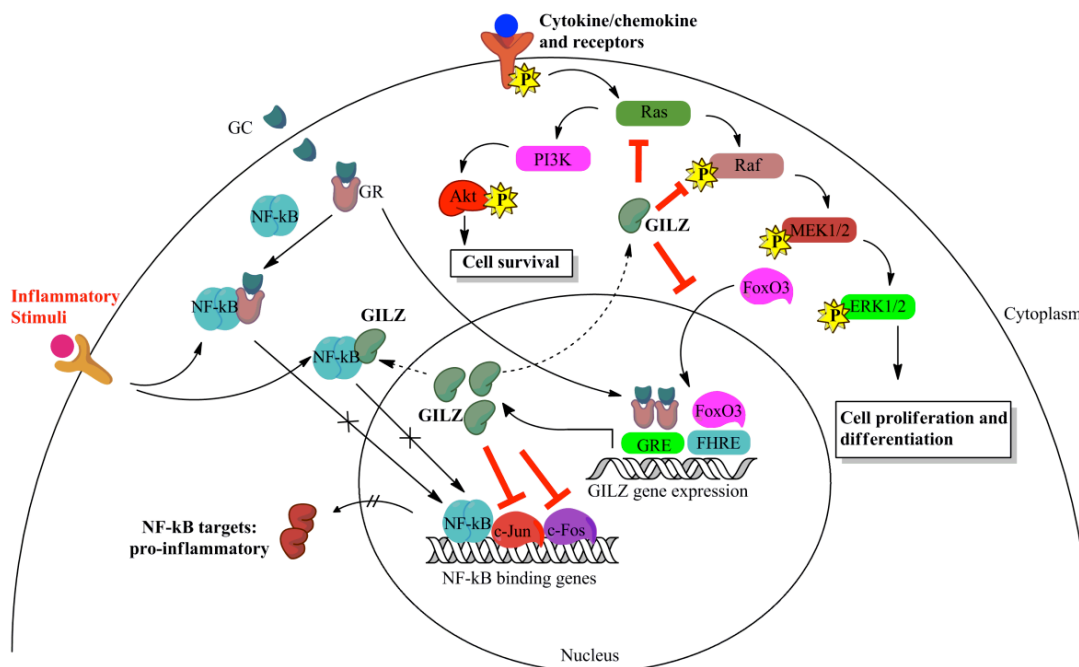 Cytokine/chemokine
and receptors
P
Ras
GC
PI3K
Raf
P
GR
Akt
P
NF-kB
GILZ
MEK1/2
P
Cell survival
FoxO3
Inflammatory
Stimuli
NF-kB
GILZ
ERK1/2
P
Cytoplasm
NF-kB
GILZ
FoxO3
Cell proliferation and
differentiation
GRE
FHRE
GILZ gene expression
NF-kB targets:
pro-inflammatory
NF-kB
c-Jun
c-Fos
NF-kB binding genes
Nucleus